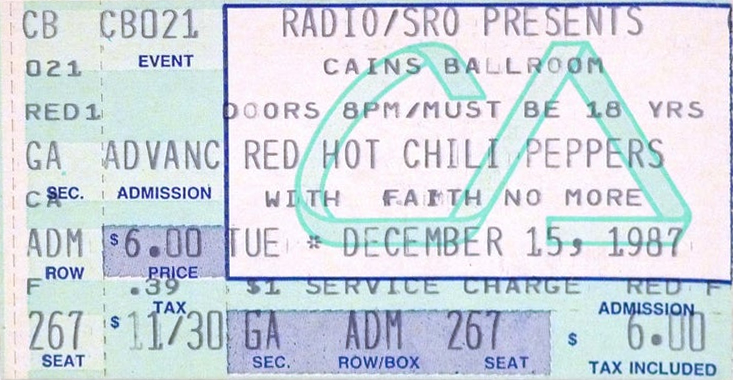 CB CB021 RADIO/SRO PRESENTS
021 EVENT CAINS BALLROOM
RED1 DOORS 8PM/MUST BE 18 YRS
GA ADVANC RED HOT CHILI PEPPERS
CA SEC. ADMISSION WITH FAITH NO MORE
ADM $6.00 TUE * DECEMBER 15, 1987
ROW PRICE
F .39 $1 SERVICE CHARGE RED F
TAX ADMISSION
267 $11/30 GA ADM 267 $ 6.00
SEAT SEC. ROW/BOX SEAT TAX INCLUDED